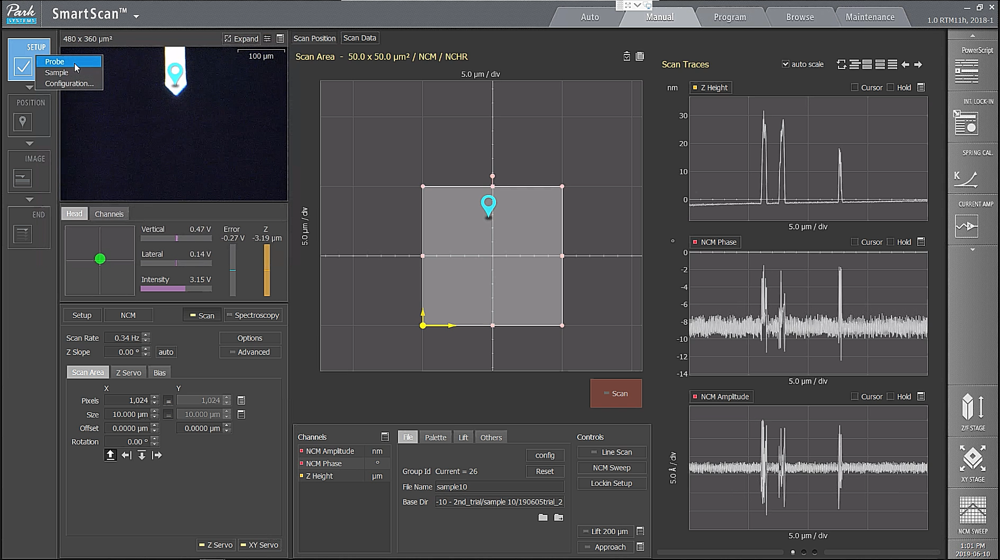 Park
SYSTEMS
SmartScan™
Auto
Manual
Program
Browse
Maintenance
1.0 RTM11h, 2018-1
SETUP
Probe
Sample
Configuration...
POSITION
IMAGE
END
480 x 360 µm²
Expand
100 µm
Head
Channels
Vertical 0.47 V
Lateral 0.14 V
Intensity 3.15 V
Error
-0.27 V
Z
-3.19 µm
Setup
NCM
Scan
Spectroscopy
Scan Rate 0.34 Hz
Options
Z Slope 0.00 ° auto
Advanced
Scan Area
Z Servo
Bias
X Y
Pixels 1,024 = 1,024
Size 10.000 µm = 10.000 µm
Offset 0.0000 µm 0.0000 µm
Rotation 0.00 °
Z Servo
XY Servo
Scan Position
Scan Data
Scan Area - 50.0 x 50.0 µm² / NCM / NCHR
5.0 µm / div
5.0 µm / div
Scan
Channels
NCM Amplitude nm
NCM Phase °
Z Height µm
File
Palette
Lift
Others
config
Group Id Current = 26
Reset
File Name sample10
Base Dir -10 - 2nd_trial/sample 10/190605trial_2
Controls
Line Scan
NCM Sweep
Lockin Setup
Lift 200 µm
Approach
Scan Traces
auto scale
nm
Z Height
Cursor
Hold
30
20
10
0
5.0 µm / div
°
NCM Phase
Cursor
Hold
0
-2
-4
-6
-8
-10
-12
-14
5.0 µm / div
NCM Amplitude
Cursor
Hold
5.0 Å / div
5.0 µm / div
PowerScript
INT. LOCK-IN
SPRING CAL.
K
CURRENT AMP
Z/F STAGE
XY STAGE
NCM SWEEP
1:01 PM
2019-06-10